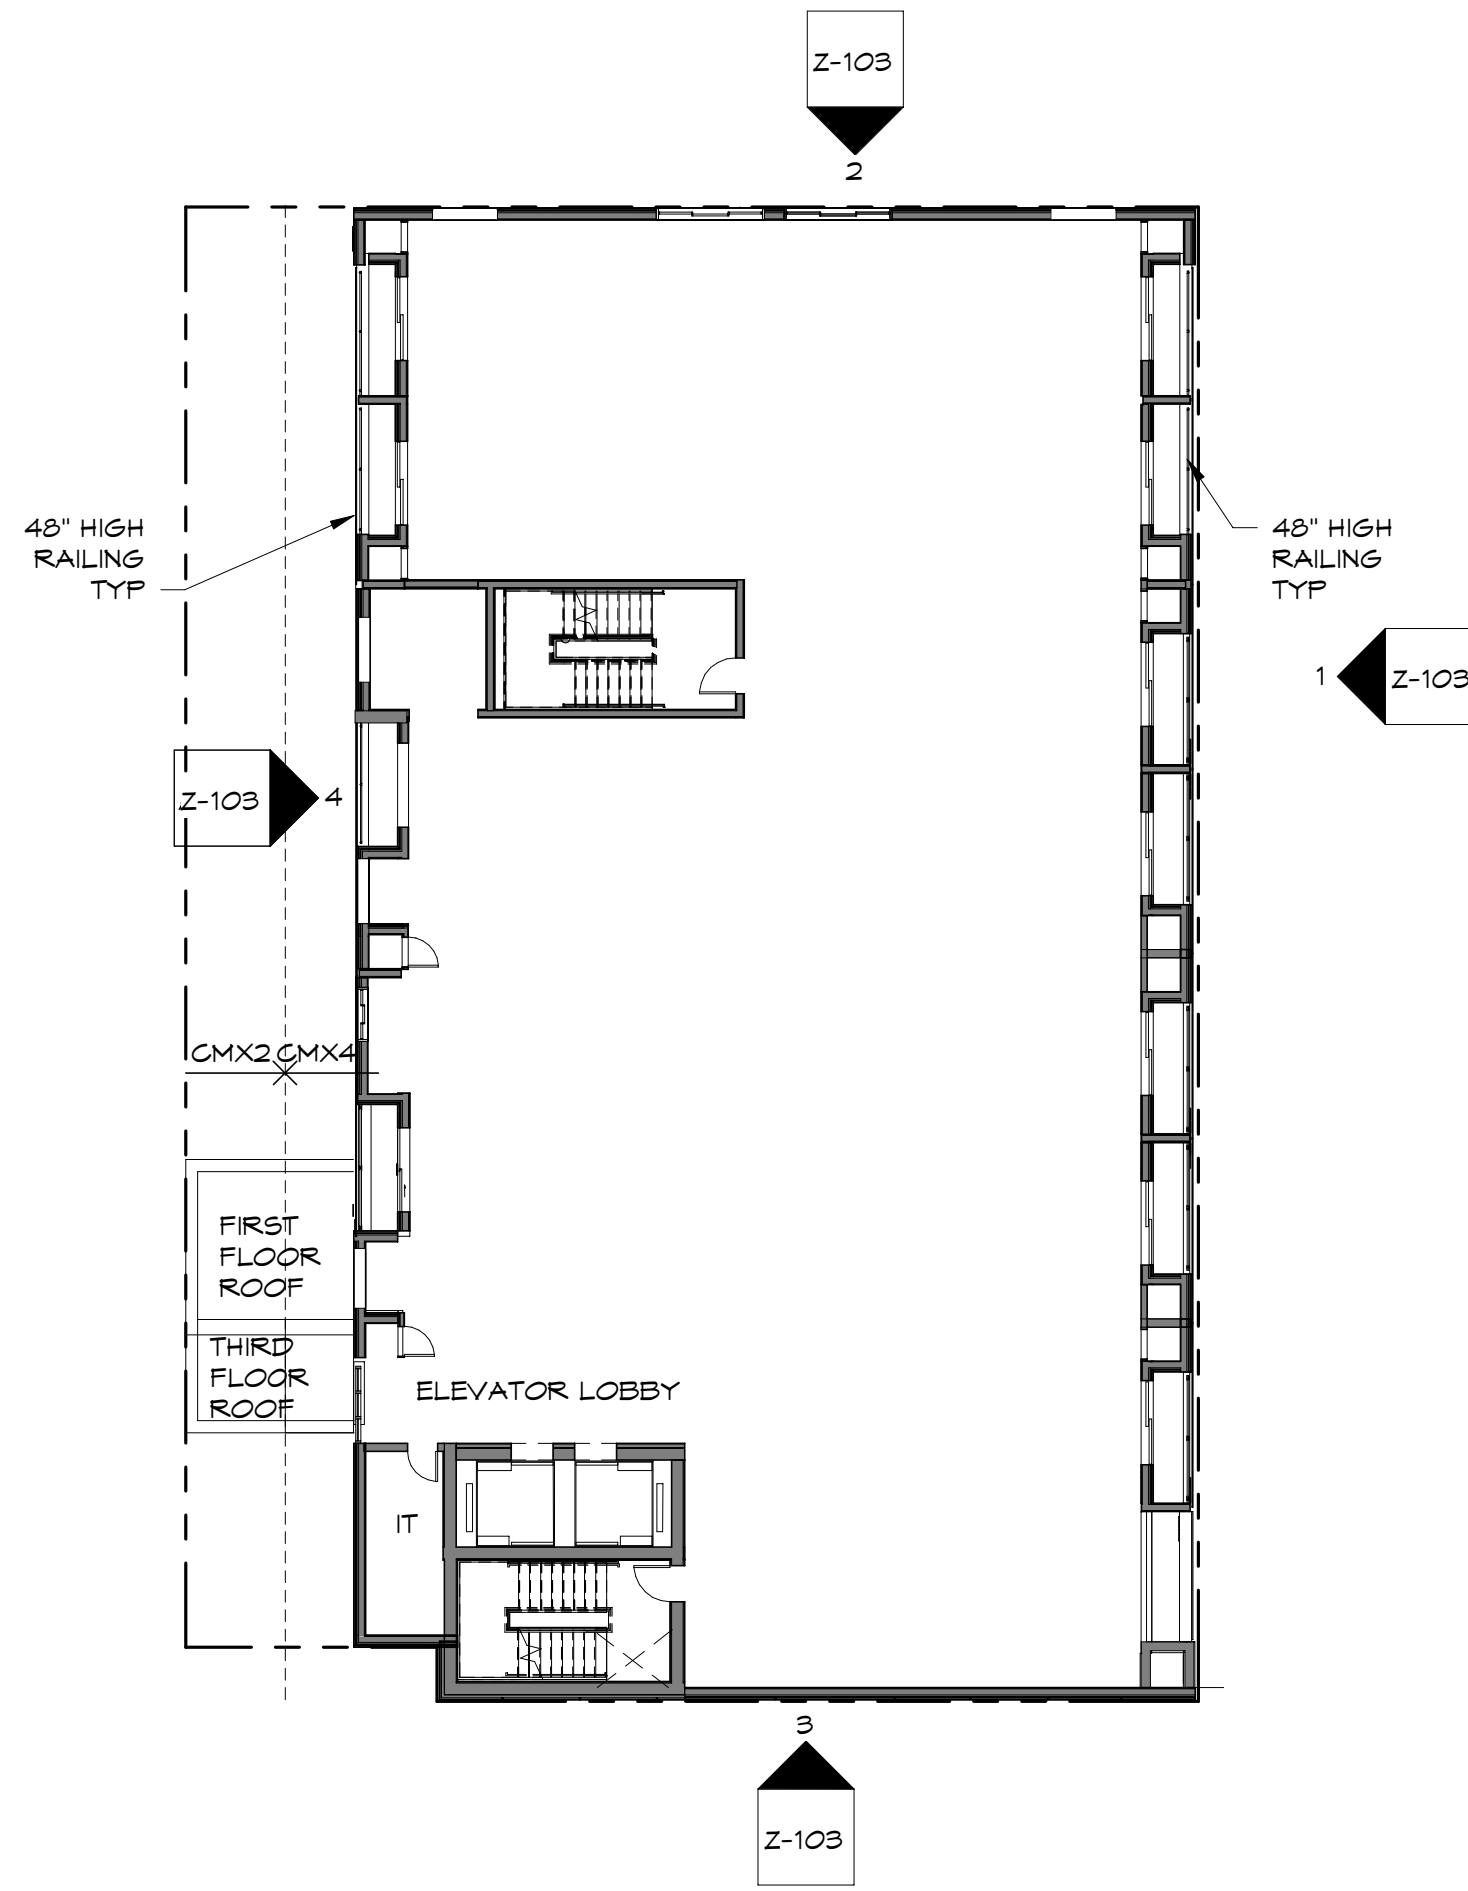 Z-103
2
48" HIGH
RAILING
TYP
48" HIGH
RAILING
TYP
1
Z-103
Z-103
4
CMX2 CMX4
FIRST
FLOOR
ROOF
THIRD
FLOOR
ROOF
ELEVATOR LOBBY
IT
3
Z-103